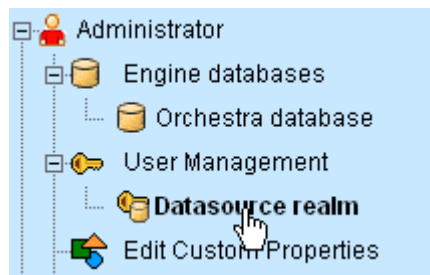 Administrator
Engine databases
Orchestra database
User Management
Datasource realm
Edit Custom Properties